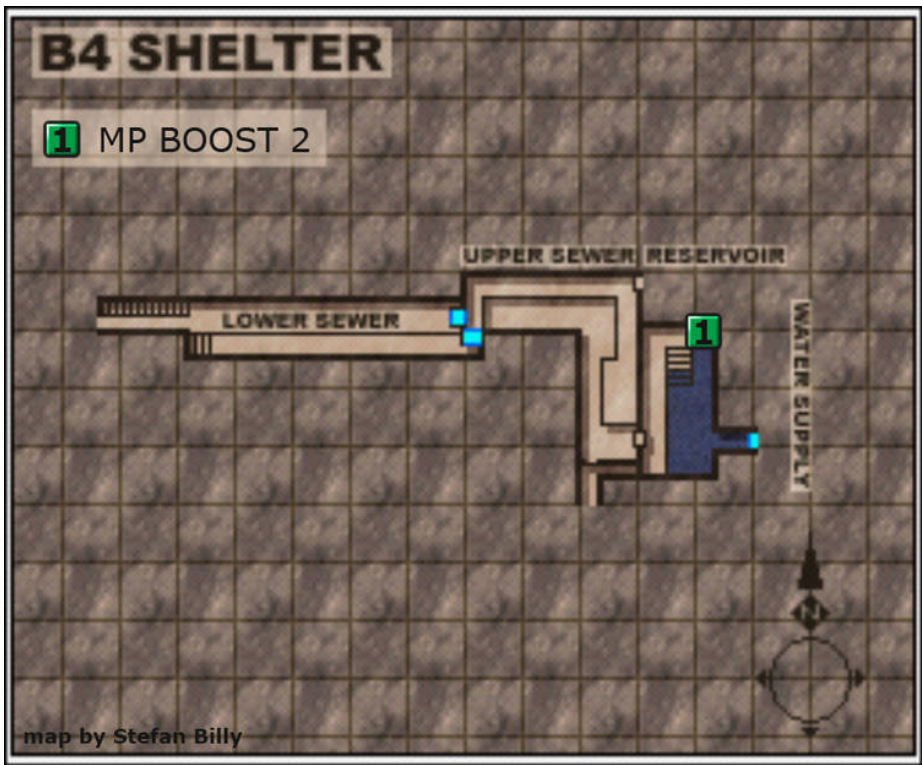 B4 SHELTER
1 MP BOOST 2
UPPER SEWER RESERVOIR
LOWER SEWER
1
WATER SUPPLY
N
map by Stefan Billy